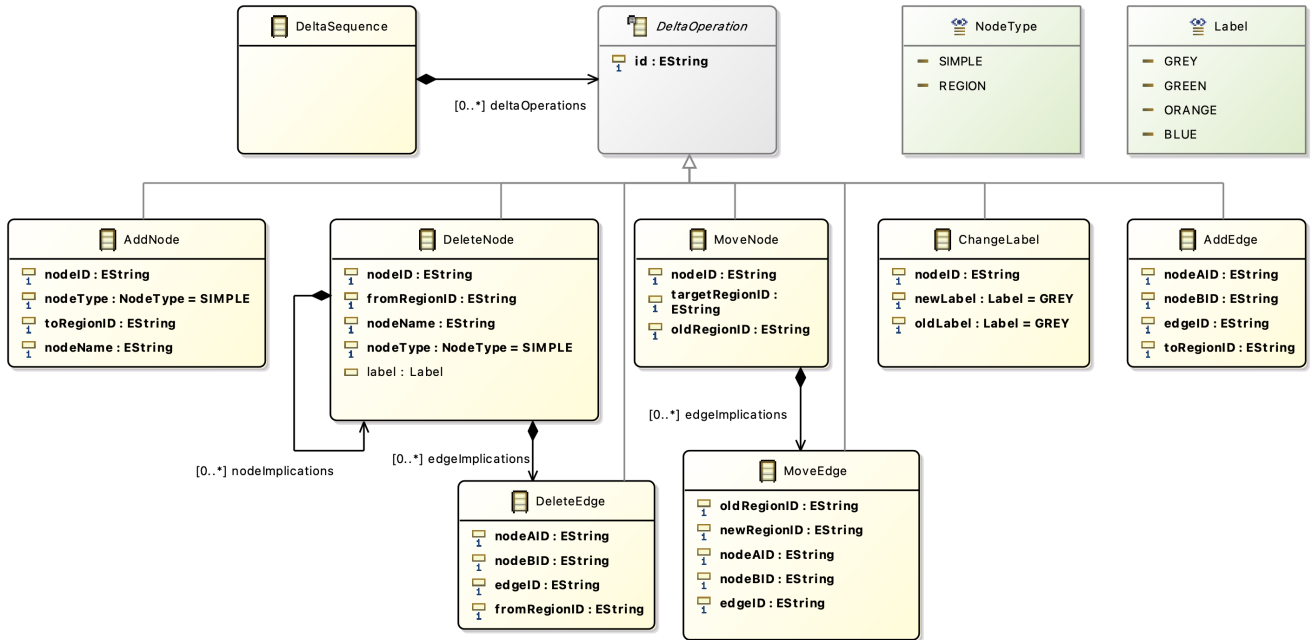 DeltaSequence
DeltaOperation
id : EString
[0..*] deltaOperations
NodeType
SIMPLE
REGION
Label
GREY
GREEN
ORANGE
BLUE
AddNode
nodeID : EString
nodeType : NodeType = SIMPLE
toRegionID : EString
nodeName : EString
DeleteNode
nodeID : EString
fromRegionID : EString
nodeName : EString
nodeType : NodeType = SIMPLE
label : Label
MoveNode
nodeID : EString
targetRegionID :
EString
oldRegionID : EString
ChangeLabel
nodeID : EString
newLabel : Label = GREY
oldLabel : Label = GREY
AddEdge
nodeAID : EString
nodeBID : EString
edgeID : EString
toRegionID : EString
[0..*] nodeImplications
[0..*] edgeImplications
[0..*] edgeImplications
DeleteEdge
nodeAID : EString
nodeBID : EString
edgeID : EString
fromRegionID : EString
MoveEdge
oldRegionID : EString
newRegionID : EString
nodeAID : EString
nodeBID : EString
edgeID : EString